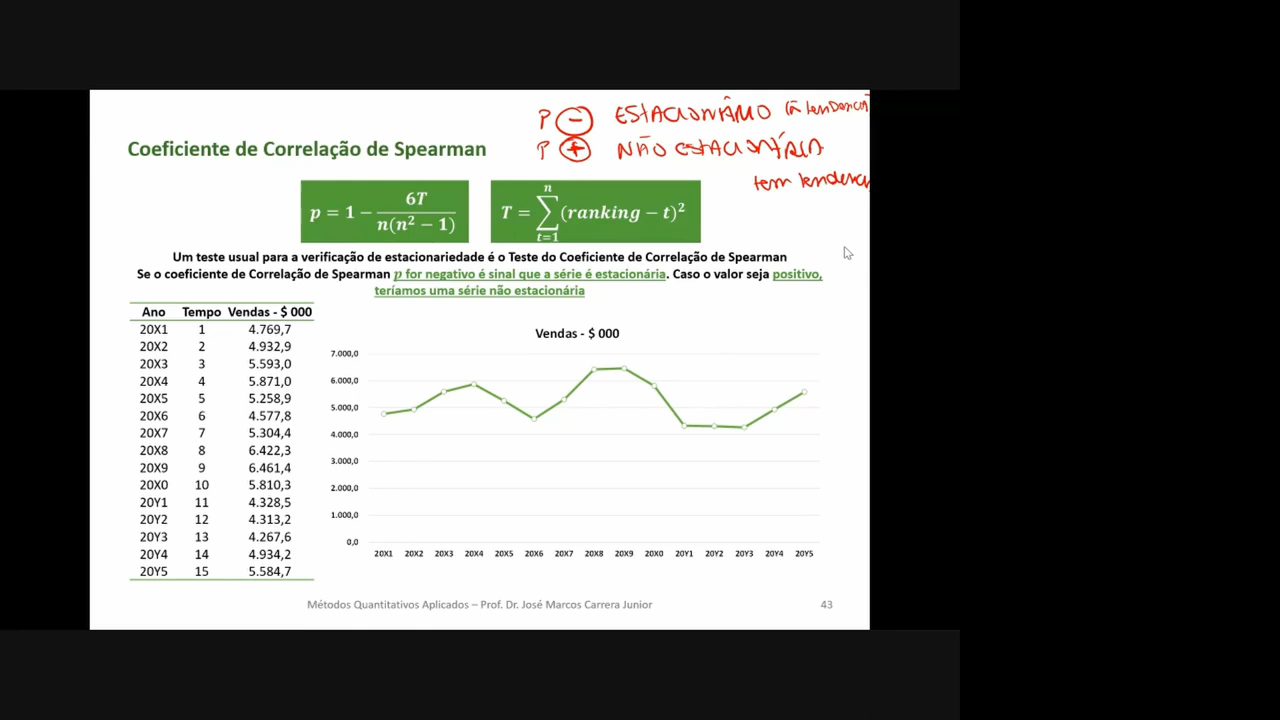 P ⊖ ESTACIONÁRIO (ñ tendencia
Coeficiente de Correlação de Spearman
P ⊕ NÃO ESTACIONÁRIA
tem tendenci
p = 1 − 6T / n(n² − 1)
T = ∑ₜ₌₁ⁿ (ranking − t)²
Um teste usual para a verificação de estacionariedade é o Teste do Coeficiente de Correlação de Spearman
Se o coeficiente de Correlação de Spearman p for negativo é sinal que a série é estacionária. Caso o valor seja positivo,
teríamos uma série não estacionária
Ano Tempo Vendas - $ 000
20X1 1 4.769,7
20X2 2 4.932,9
20X3 3 5.593,0
20X4 4 5.871,0
20X5 5 5.258,9
20X6 6 4.577,8
20X7 7 5.304,4
20X8 8 6.422,3
20X9 9 6.461,4
20X0 10 5.810,3
20Y1 11 4.328,5
20Y2 12 4.313,2
20Y3 13 4.267,6
20Y4 14 4.934,2
20Y5 15 5.584,7
Vendas - $ 000
7.000,0
6.000,0
5.000,0
4.000,0
3.000,0
2.000,0
1.000,0
0,0
20X1 20X2 20X3 20X4 20X5 20X6 20X7 20X8 20X9 20X0 20Y1 20Y2 20Y3 20Y4 20Y5
Métodos Quantitativos Aplicados – Prof. Dr. José Marcos Carrera Junior 43